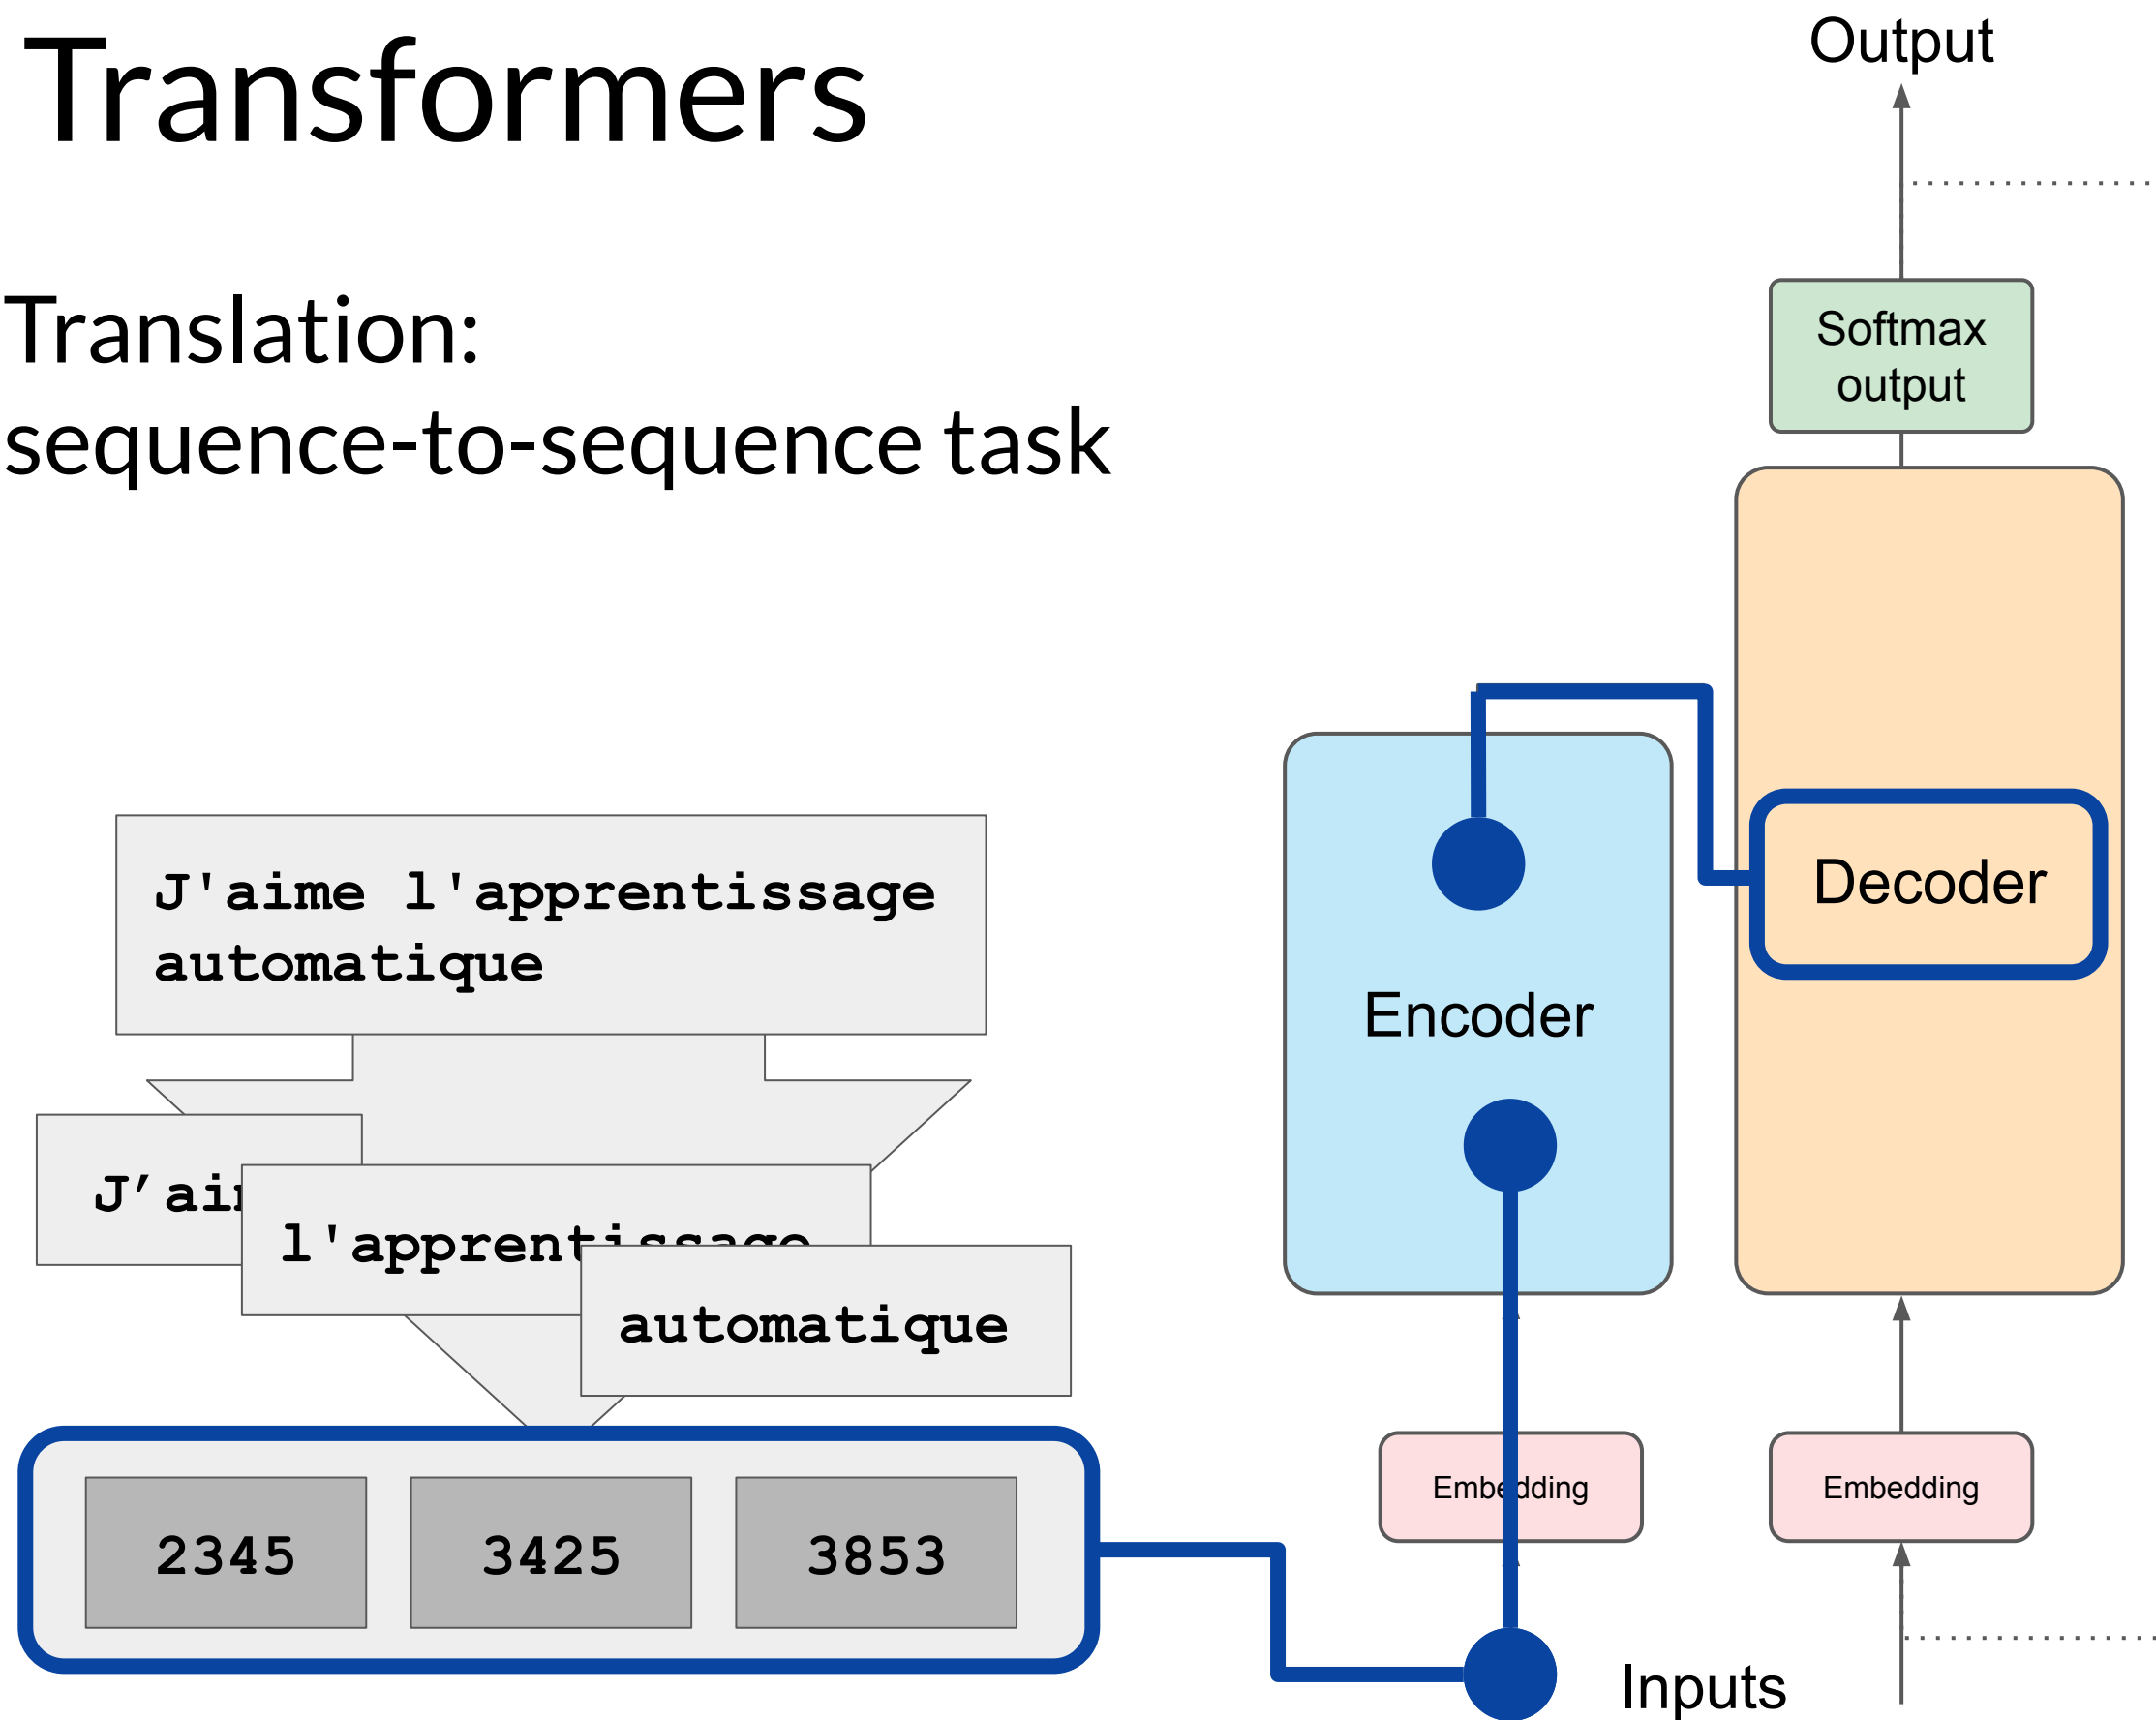 Transformers
Translation:
sequence-to-sequence task
J'aime l'apprentissage
automatique
l'apprentissage
automatique
2345
3425
3853
Output
Softmax
output
Decoder
Encoder
Embedding
Embedding
Inputs